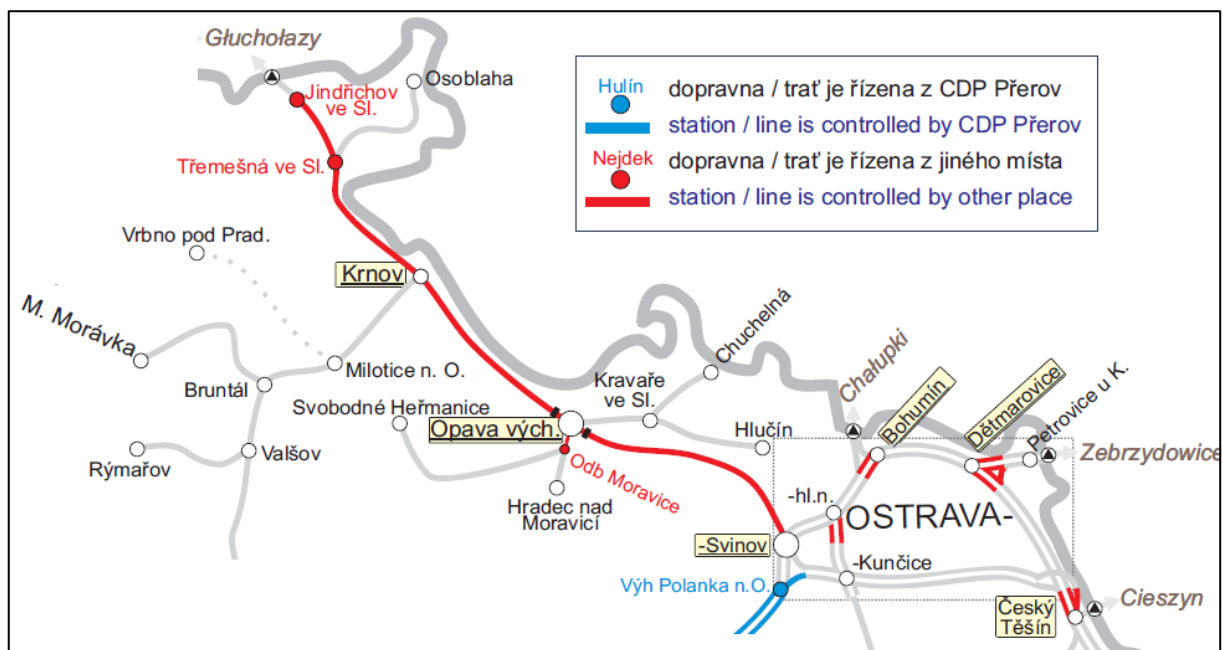 Głuchołazy
Osoblaha
Jindřichov
ve Sl.
Třemešná ve Sl.
Hulín
dopravna / trať je řízena z CDP Přerov
station / line is controlled by CDP Přerov
Nejdek
dopravna / trať je řízena z jiného místa
station / line is controlled by other place
Vrbno pod Prad.
Krnov
M. Morávka
Milotice n. O.
Bruntál
Chuchelná
Kravaře
ve Sl.
Svobodné Heřmanice
Opava vých.
Hlučín
Chałupki
Bohumín
Dětmarovice
Petrovice u K.
Zebrzydowice
Rýmařov
Valšov
Odb Moravice
Hradec nad
Moravicí
-hl.n.
OSTRAVA-
-Svinov
-Kunčice
Výh Polanka n.O.
Český
Těšín
Cieszyn